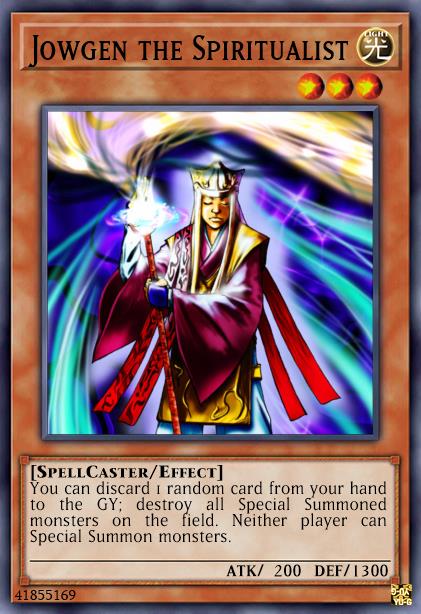 Jowgen the Spiritualist
LIGHT
光
[SpellCaster/Effect]
You can discard 1 random card from your hand
to the GY; destroy all Special Summoned
monsters on the field. Neither player can
Special Summon monsters.
ATK/ 200 DEF/1300
41855169